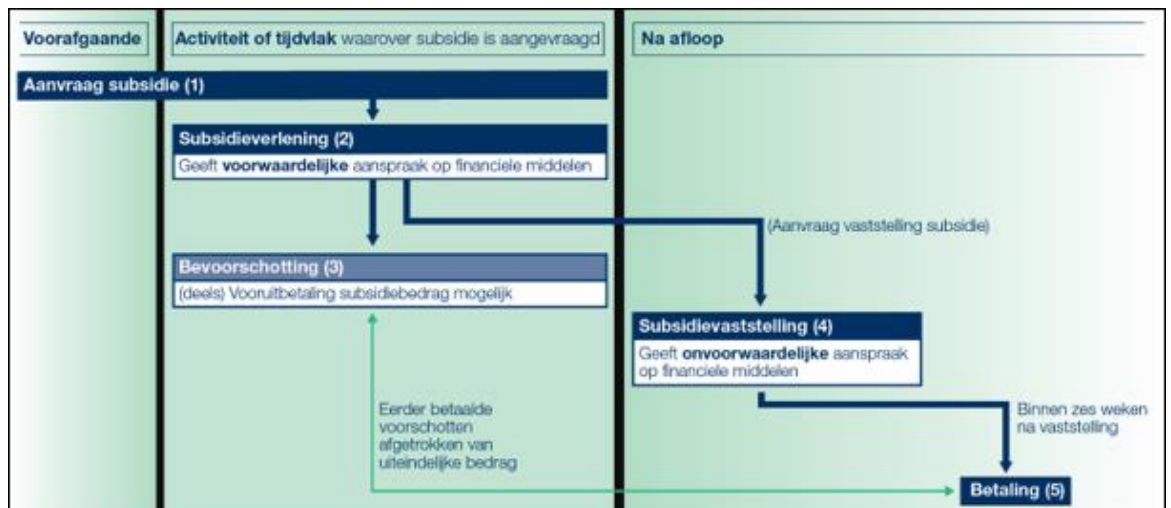 Voorafgaande
Activiteit of tijdvlak waarover subsidie is aangevraagd
Na afloop
Aanvraag subsidie (1)
Subsidieverlening (2)
Geeft voorwaardelijke aanspraak op financiele middelen
(Aanvraag vaststelling subsidie)
Bevoorschotting (3)
(deels) Vooruitbetaling subsidiebedrag mogelijk
Subsidievaststelling (4)
Geeft onvoorwaardelijke aanspraak
op financiele middelen
Eerder betaalde
voorschotten
afgetrokken van
uiteindelijke bedrag
Binnen zes weken
na vaststelling
Betaling (5)